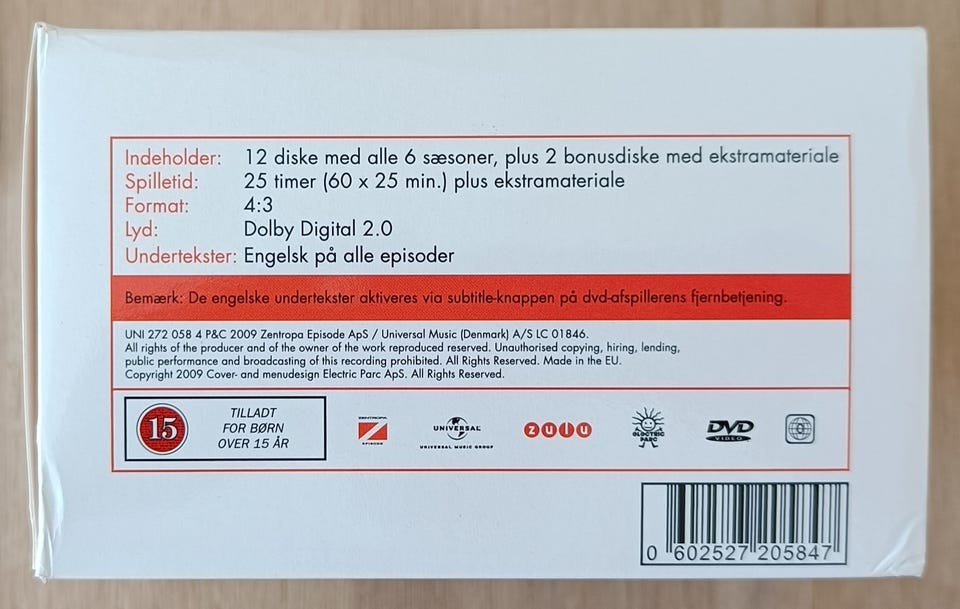 Indeholder: 12 diske med alle 6 sæsoner, plus 2 bonusdiske med ekstramateriale
Spilletid: 25 timer (60 x 25 min.) plus ekstramateriale
Format: 4:3
Lyd: Dolby Digital 2.0
Undertekster: Engelsk på alle episoder
Bemærk: De engelske undertekster aktiveres via subtitle-knappen på dvd-afspillerens fjernbetjening.
UNI 272 058 4 P&C 2009 Zentropa Episode ApS / Universal Music (Denmark) A/S LC 01846.
All rights of the producer and of the owner of the work reproduced reserved. Unauthorised copying, hiring, lending,
public performance and broadcasting of this recording prohibited. All Rights Reserved. Made in the EU.
Copyright 2009 Cover- and menudesign Electric Parc ApS. All Rights Reserved.
15
TILLADT
FOR BØRN
OVER 15 ÅR
ZENTROPA
EPISODE
UNIVERSAL
UNIVERSAL MUSIC GROUP
zulu
ELECTRIC
PARC
DVD
VIDEO
0 602527 205847